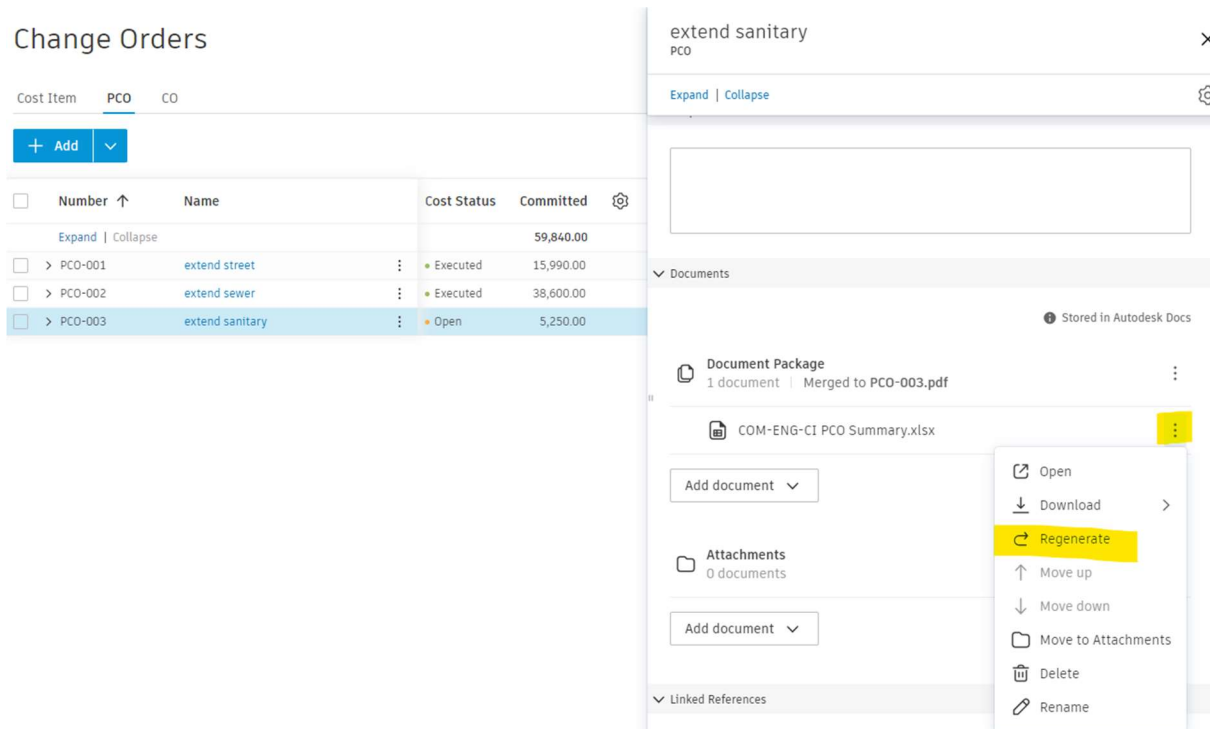 Change Orders
Cost Item PCO CO
+ Add
Number ↑ Name Cost Status Committed
Expand | Collapse 59,840.00
PCO-001 extend street Executed 15,990.00
PCO-002 extend sewer Executed 38,600.00
PCO-003 extend sanitary Open 5,250.00
extend sanitary
PCO
Expand | Collapse
Documents
Stored in Autodesk Docs
Document Package
1 document | Merged to PCO-003.pdf
COM-ENG-CI PCO Summary.xlsx
Add document
Attachments
0 documents
Add document
Linked References
Open
Download
Regenerate
Move up
Move down
Move to Attachments
Delete
Rename